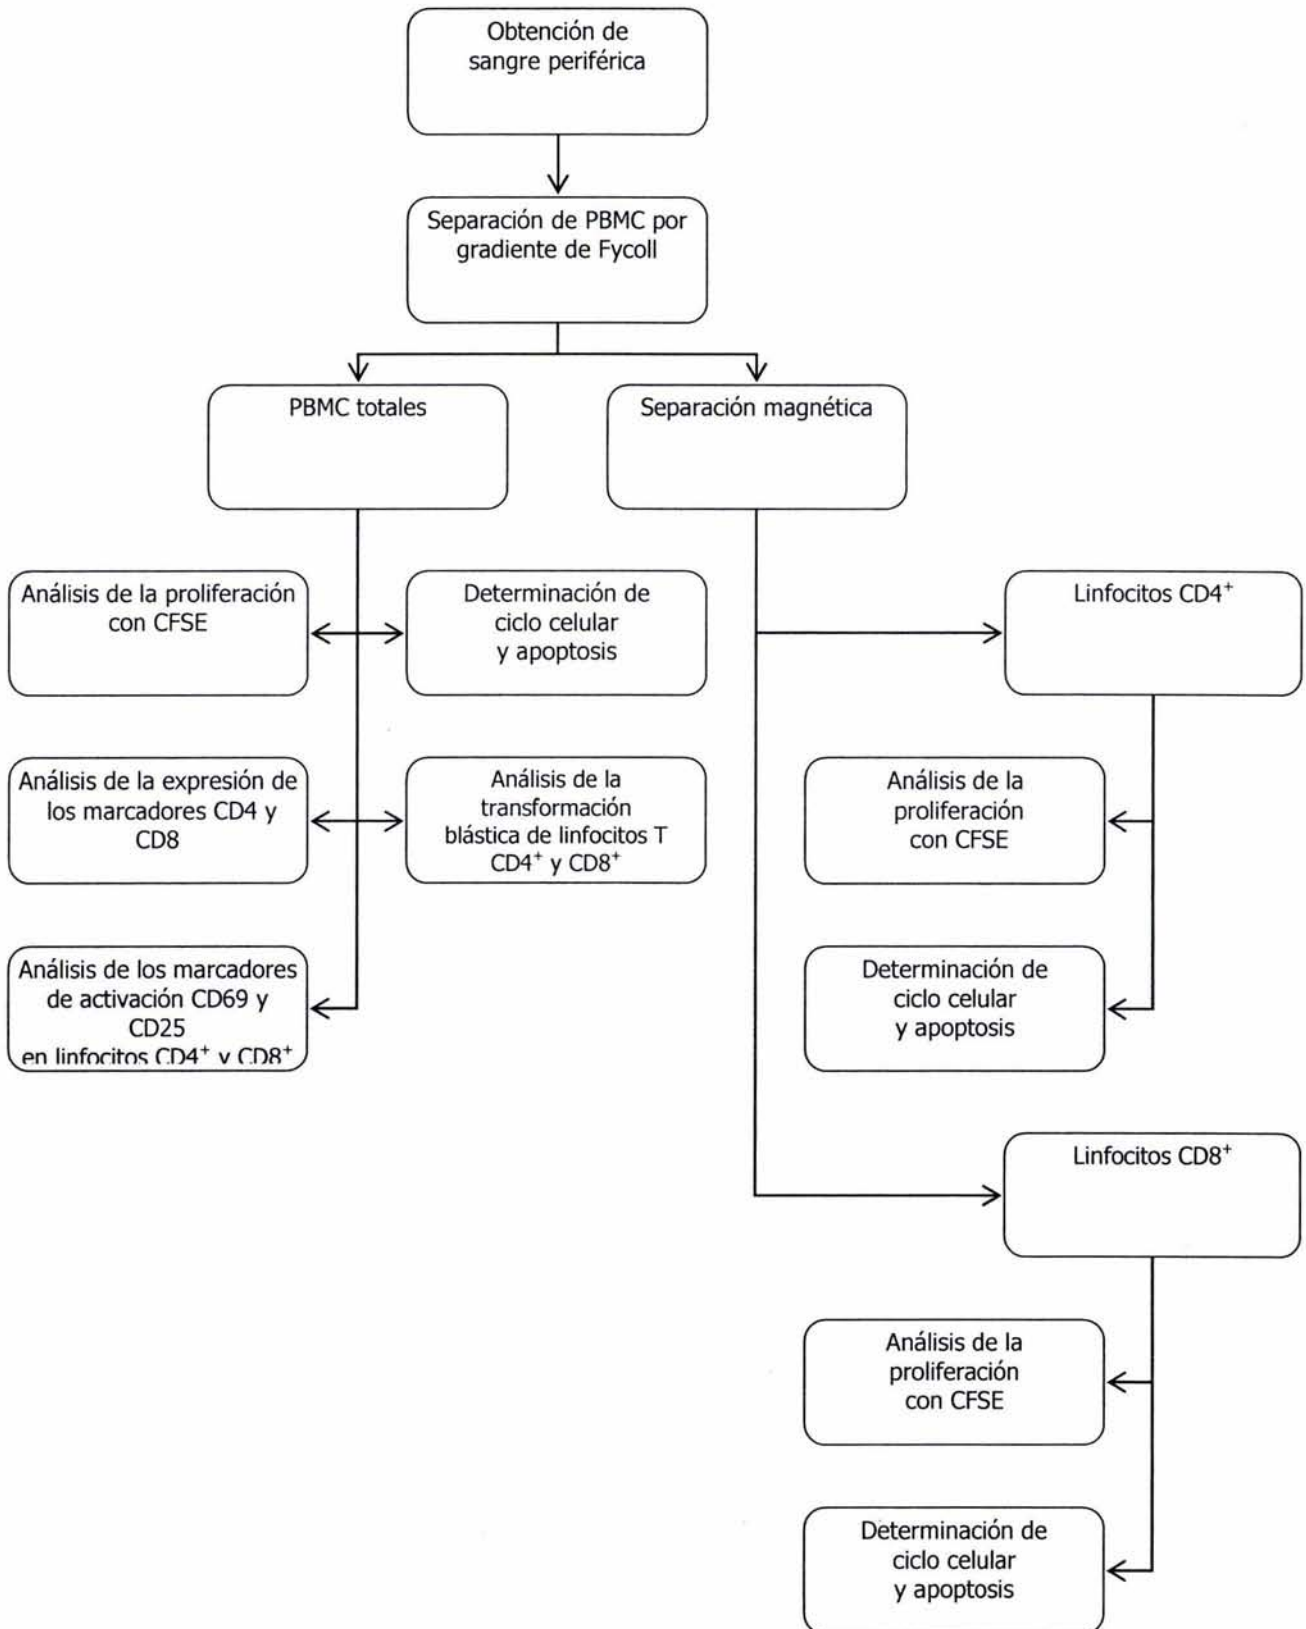 Obtención de
sangre periférica
Separación de PBMC por
gradiente de Fycoll
PBMC totales
Separación magnética
Análisis de la proliferación
con CFSE
Determinación de
ciclo celular
y apoptosis
Linfocitos CD4⁺
Análisis de la expresión de
los marcadores CD4 y
CD8
Análisis de la
transformación
blástica de linfocitos T
CD4⁺ y CD8⁺
Análisis de la
proliferación
con CFSE
Análisis de los marcadores
de activación CD69 y
CD25
en linfocitos CD4⁺ y CD8⁺
Determinación de
ciclo celular
y apoptosis
Linfocitos CD8⁺
Análisis de la
proliferación
con CFSE
Determinación de
ciclo celular
y apoptosis